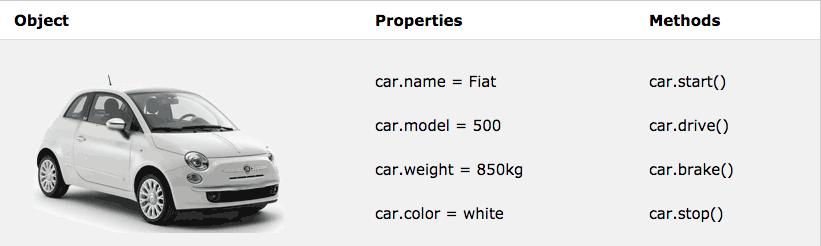 Object Properties Methods
car.name = Fiat car.start()
car.model = 500 car.drive()
car.weight = 850kg car.brake()
car.color = white car.stop()